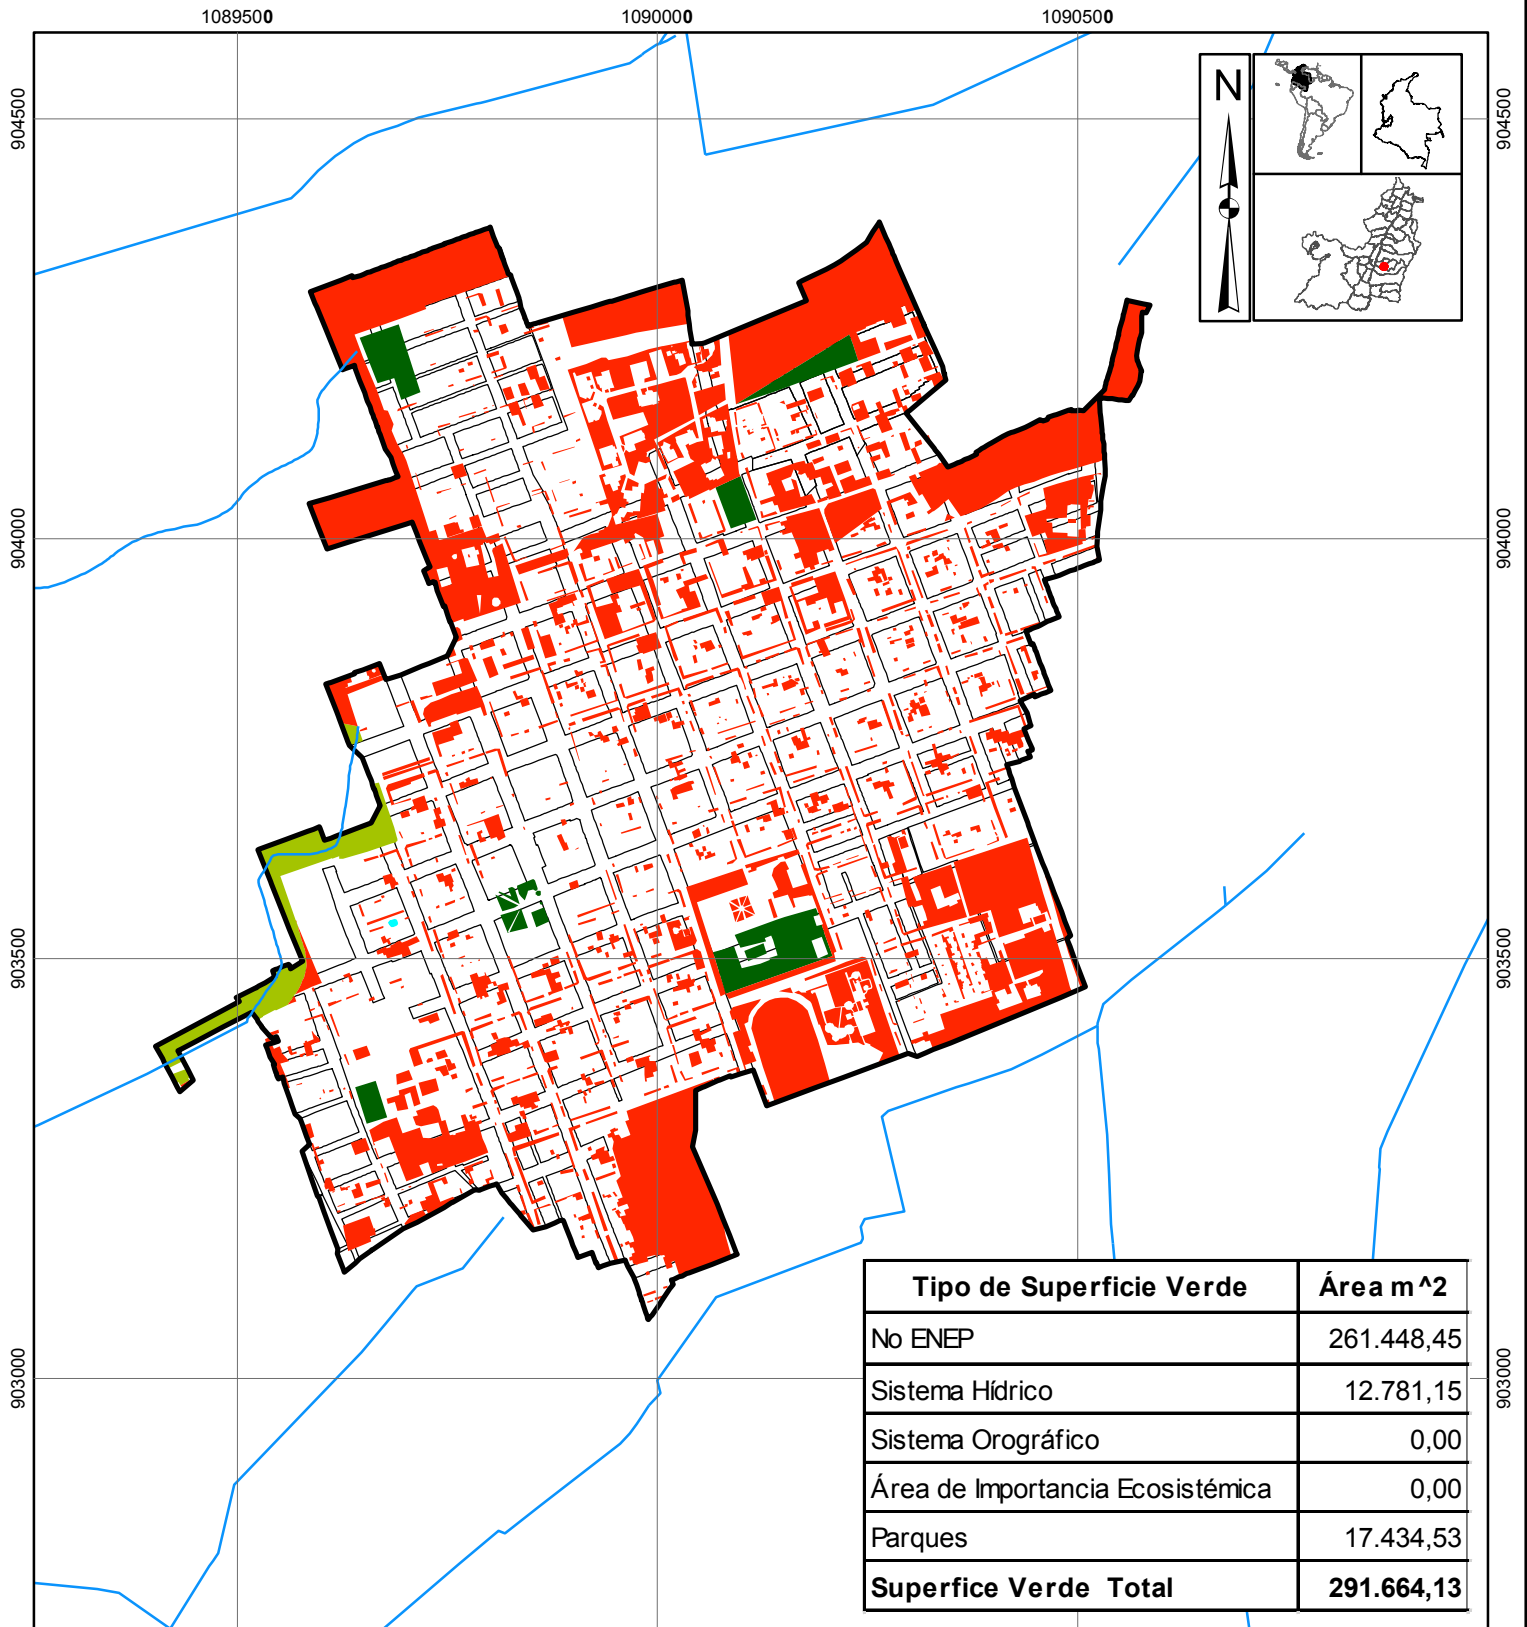 1089500 1090000 1090500
N
904500 904500
904000 904000
903500 903500
903000 903000
Tipo de Superficie Verde Área m^2
No ENEP 261.448,45
Sistema Hídrico 12.781,15
Sistema Orográfico 0,00
Área de Importancia Ecosistémica 0,00
Parques 17.434,53
Superfice Verde Total 291.664,13